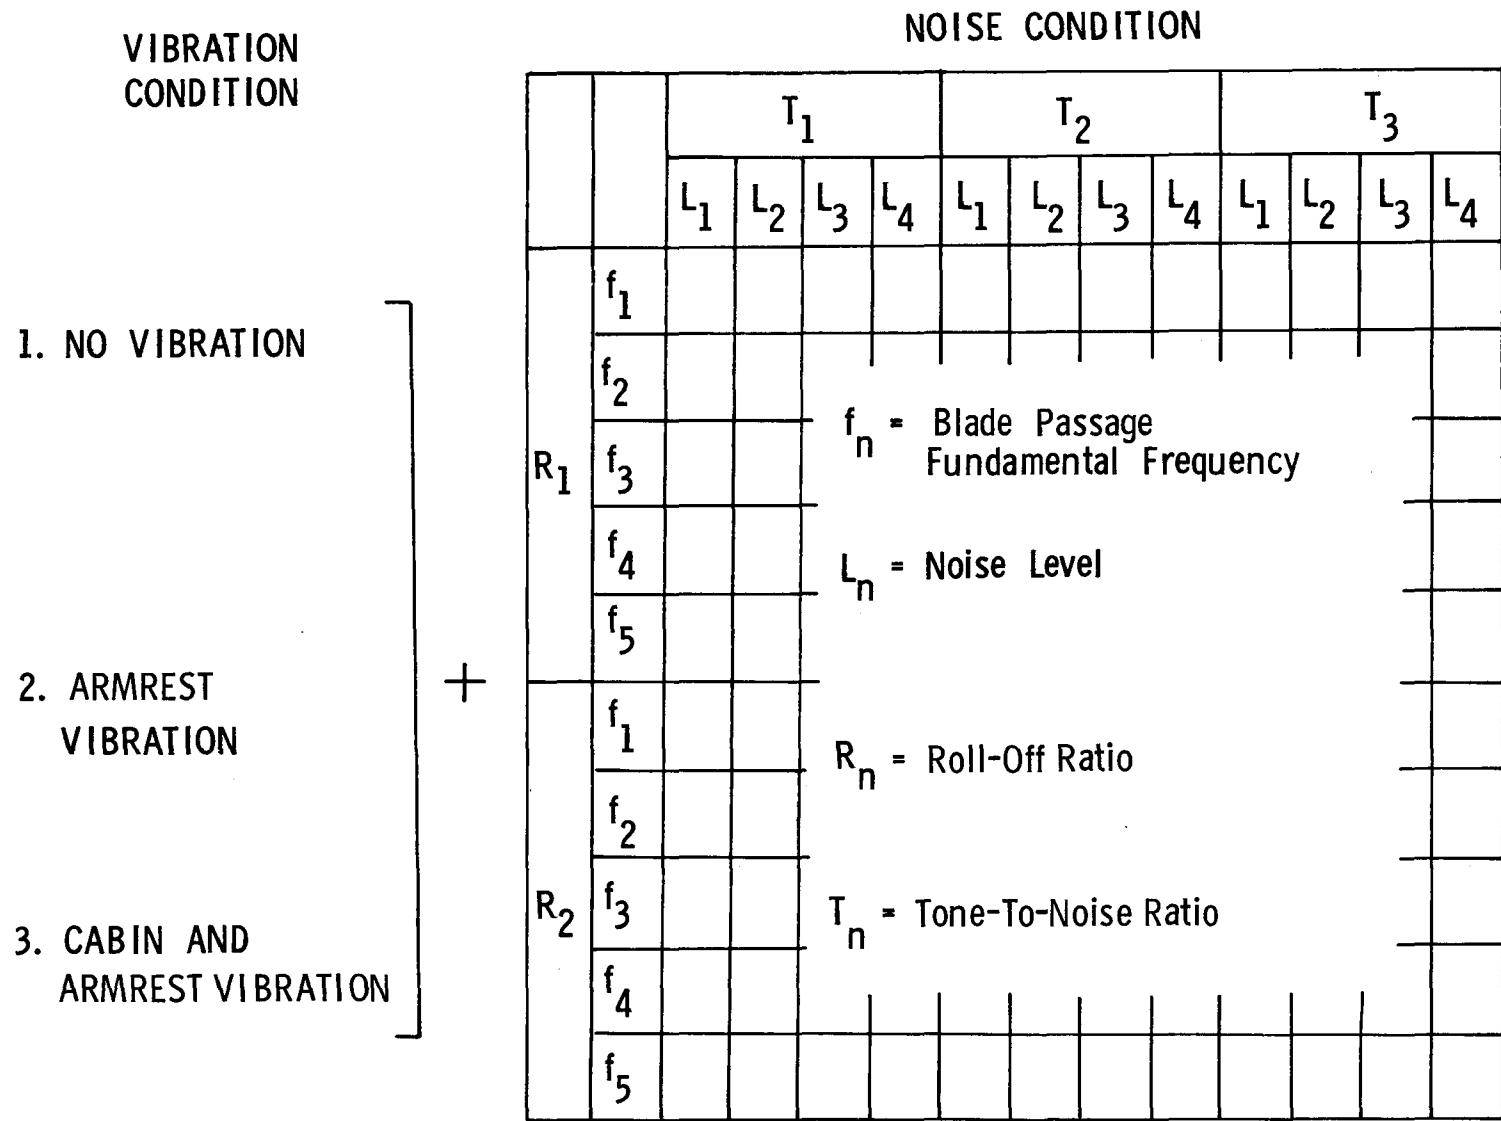 NOISE CONDITION
VIBRATION
CONDITION
T1 T2 T3
L1 L2 L3 L4 L1 L2 L3 L4 L1 L2 L3 L4
1. NO VIBRATION
2. ARMREST
VIBRATION
3. CABIN AND
ARMREST VIBRATION
+
R1
f1
f2
f3
f4
f5
R2
f1
f2
f3
f4
f5
fn = Blade Passage
Fundamental Frequency
Ln = Noise Level
Rn = Roll-Off Ratio
Tn = Tone-To-Noise Ratio